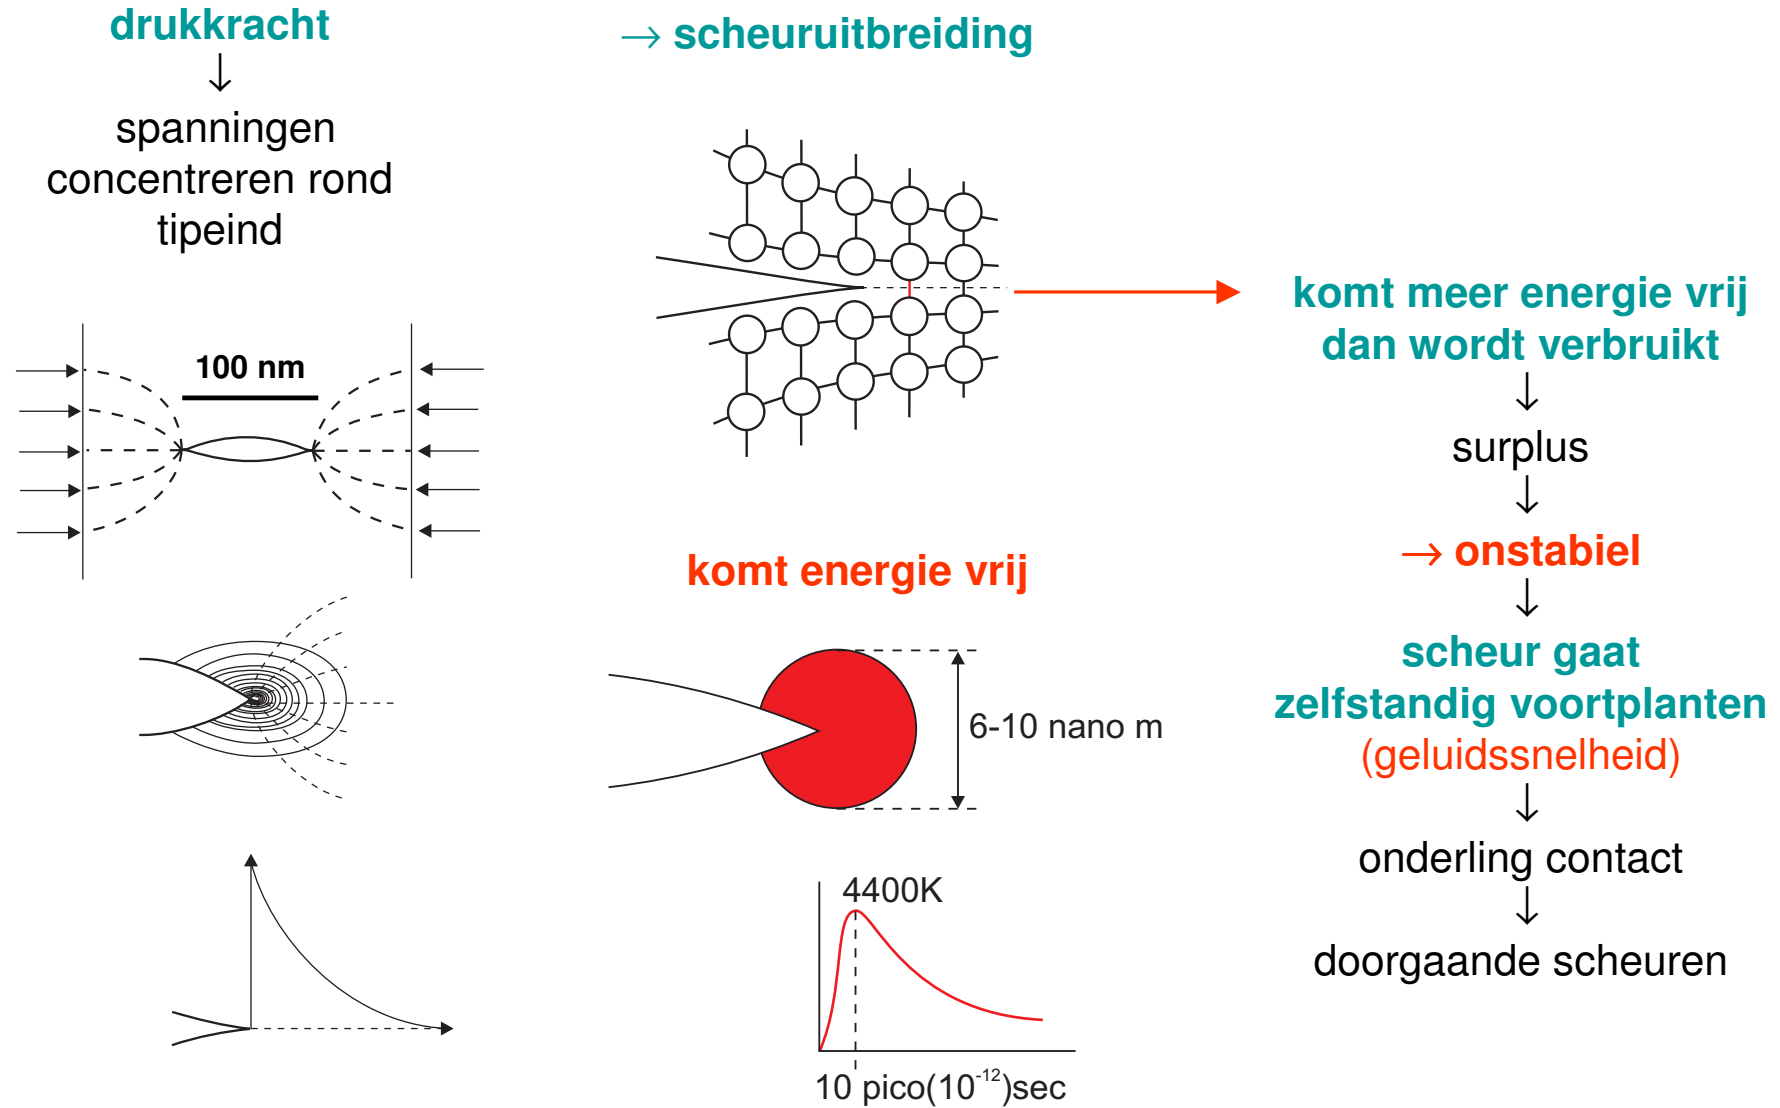 drukkracht
↓
spanningen
concentreren rond
tipeind
100 nm
→ scheuruitbreiding
komt energie vrij
6-10 nano m
4400K
10 pico(10⁻¹²)sec
komt meer energie vrij
dan wordt verbruikt
↓
surplus
↓
→ onstabiel
↓
scheur gaat
zelfstandig voortplanten
(geluidssnelheid)
↓
onderling contact
↓
doorgaande scheuren